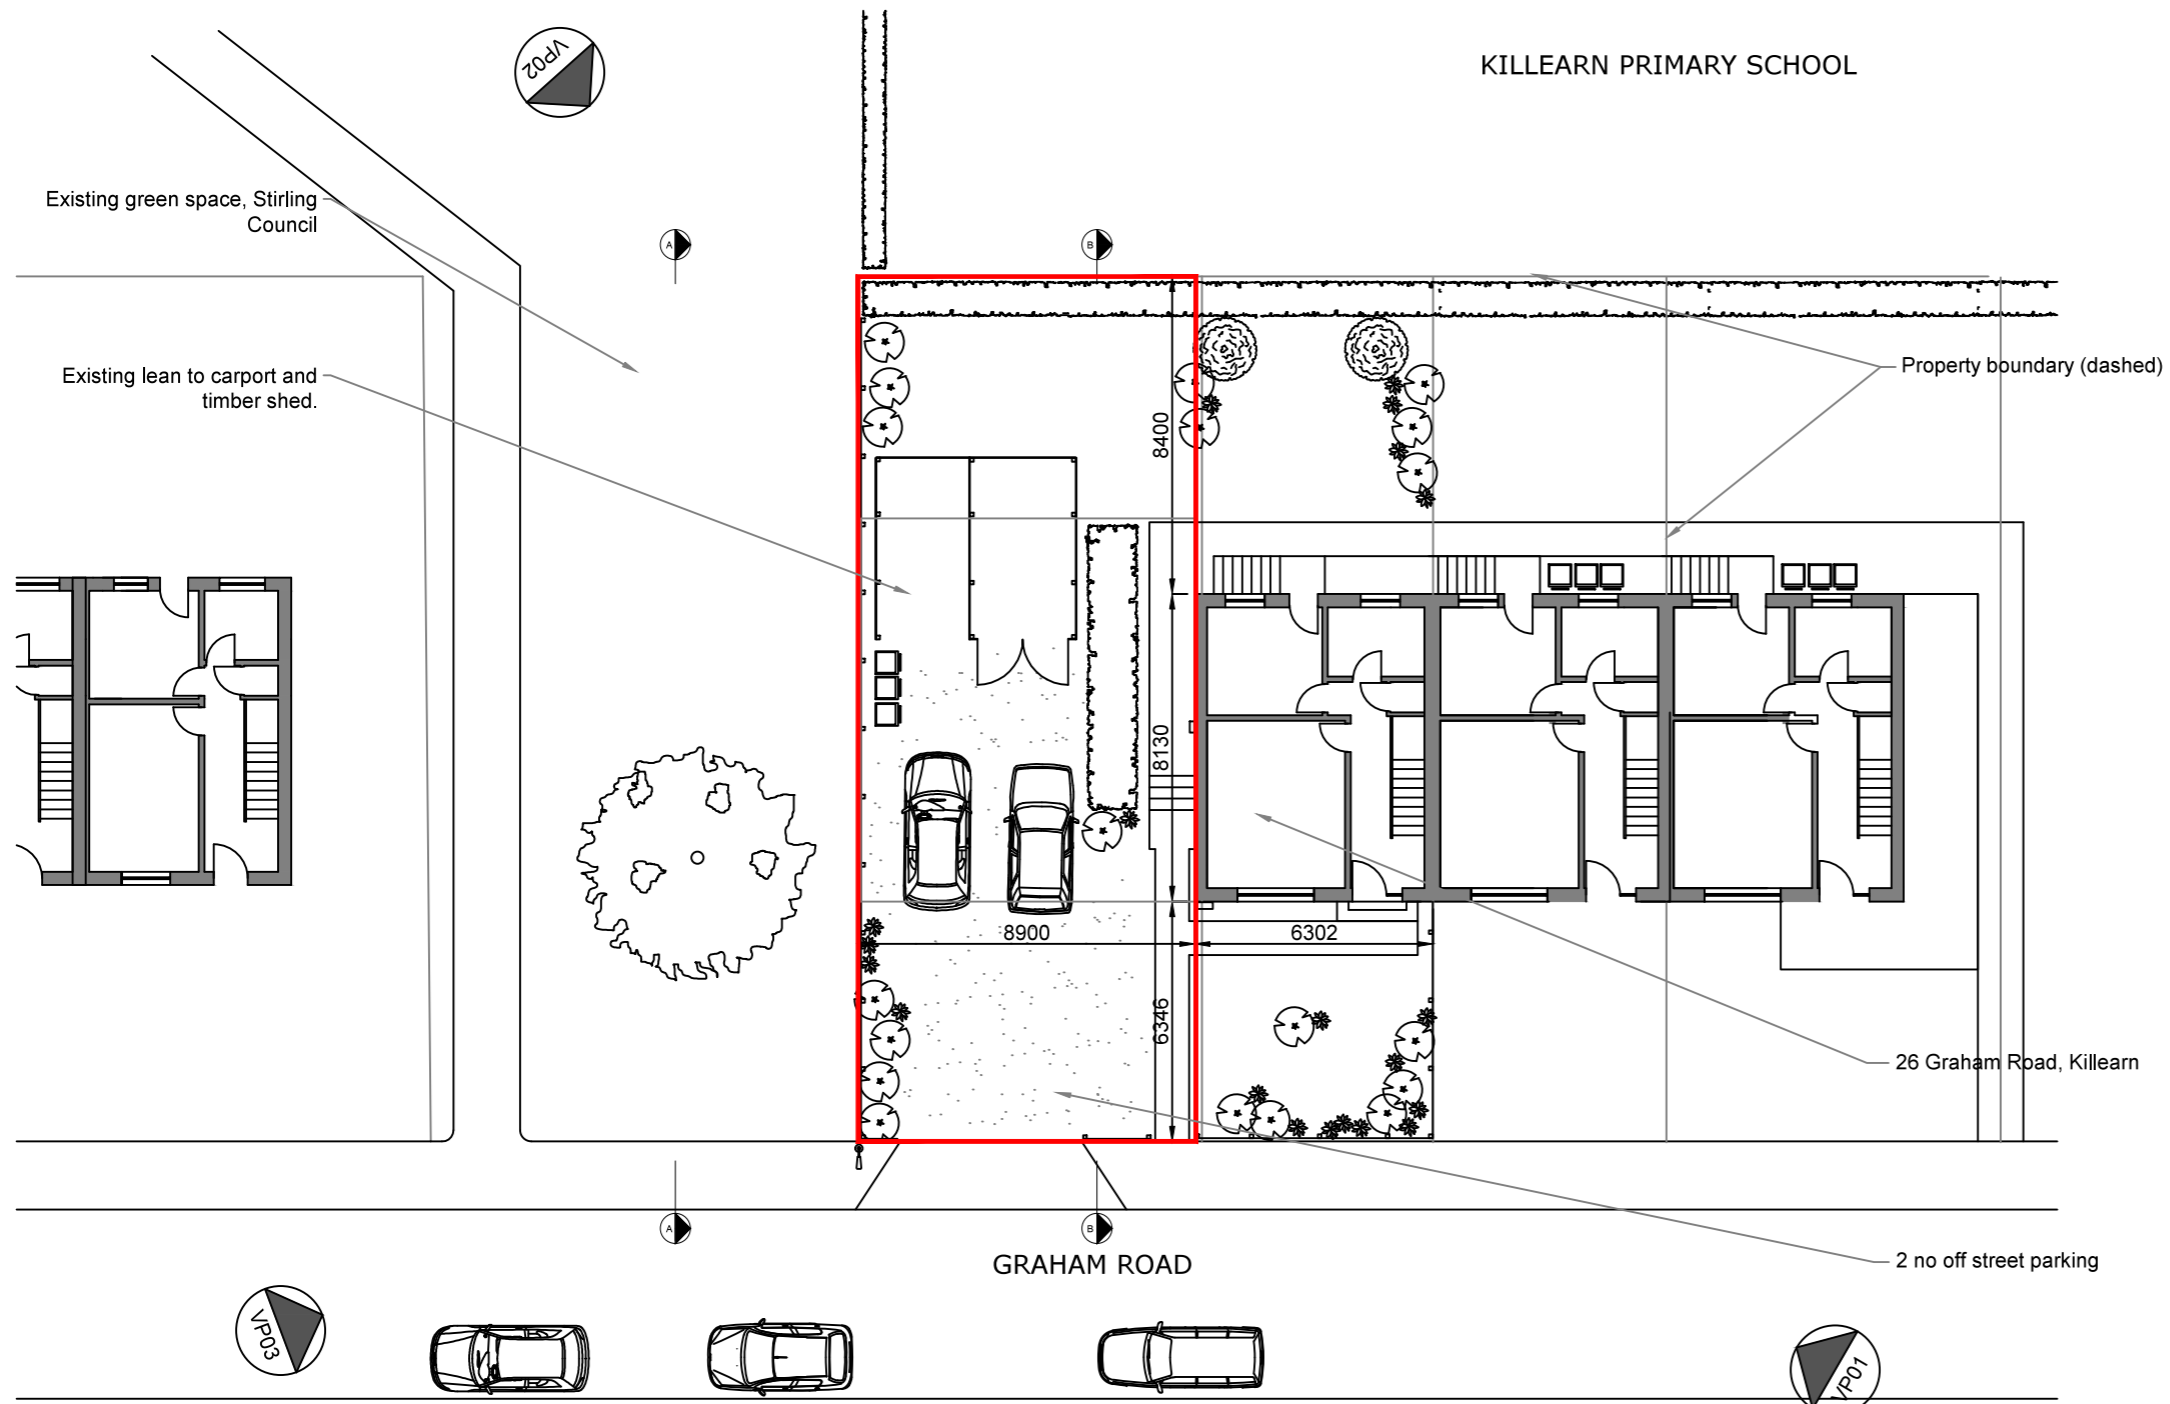 VP02
KILLEARN PRIMARY SCHOOL
Existing green space, Stirling
Council
A
B
Existing lean to carport and
timber shed.
Property boundary (dashed)
8400
8130
8900
6302
6346
26 Graham Road, Killearn
A
B
GRAHAM ROAD
2 no off street parking
VP03
VP01